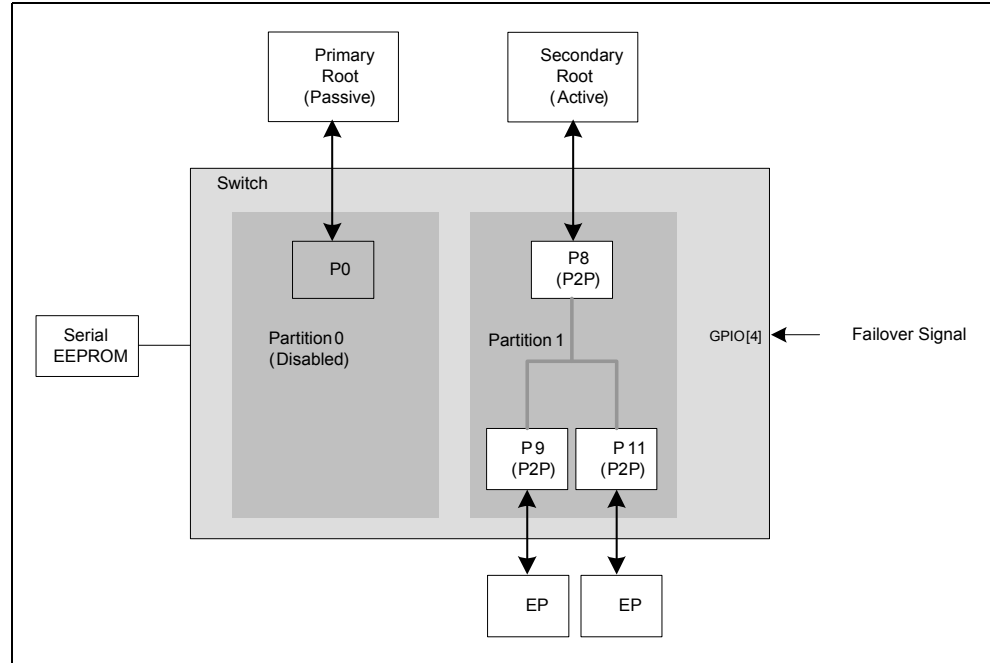 Primary
Root
(Passive)
Secondary
Root
(Active)
Switch
P0
P8
(P2P)
Serial
EEPROM
Partition 0
(Disabled)
Partition 1
GPIO[4]
Failover Signal
P 9
(P2P)
P 11
(P2P)
EP
EP